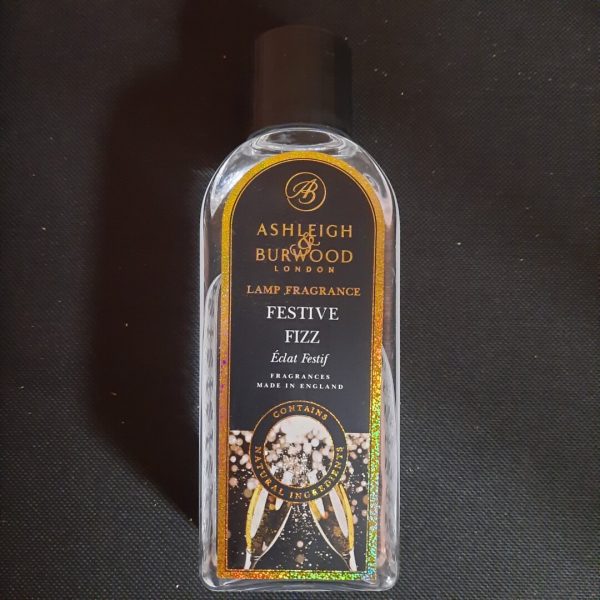 AB
ASHLEIGH
&
BURWOOD
LONDON
LAMP FRAGRANCE
FESTIVE
FIZZ
Éclat Festif
FRAGRANCES
MADE IN ENGLAND
CONTAINS
NATURAL INGREDIENTS